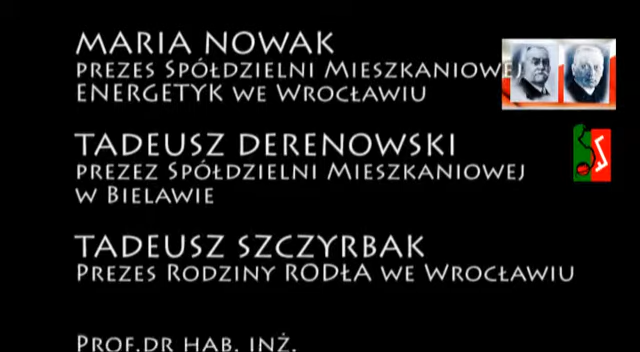 MARIA NOWAK
PREZES SPÓŁDZIELNI MIESZKANIOWEJ
ENERGETYK WE WROCŁAWIU
TADEUSZ DERENOWSKI
PREZEZ SPÓŁDZIELNI MIESZKANIOWEJ
W BIELAWIE
TADEUSZ SZCZYRBAK
PREZES RODZINY RODŁA WE WROCŁAWIU
PROF.DR HAB. INŻ.